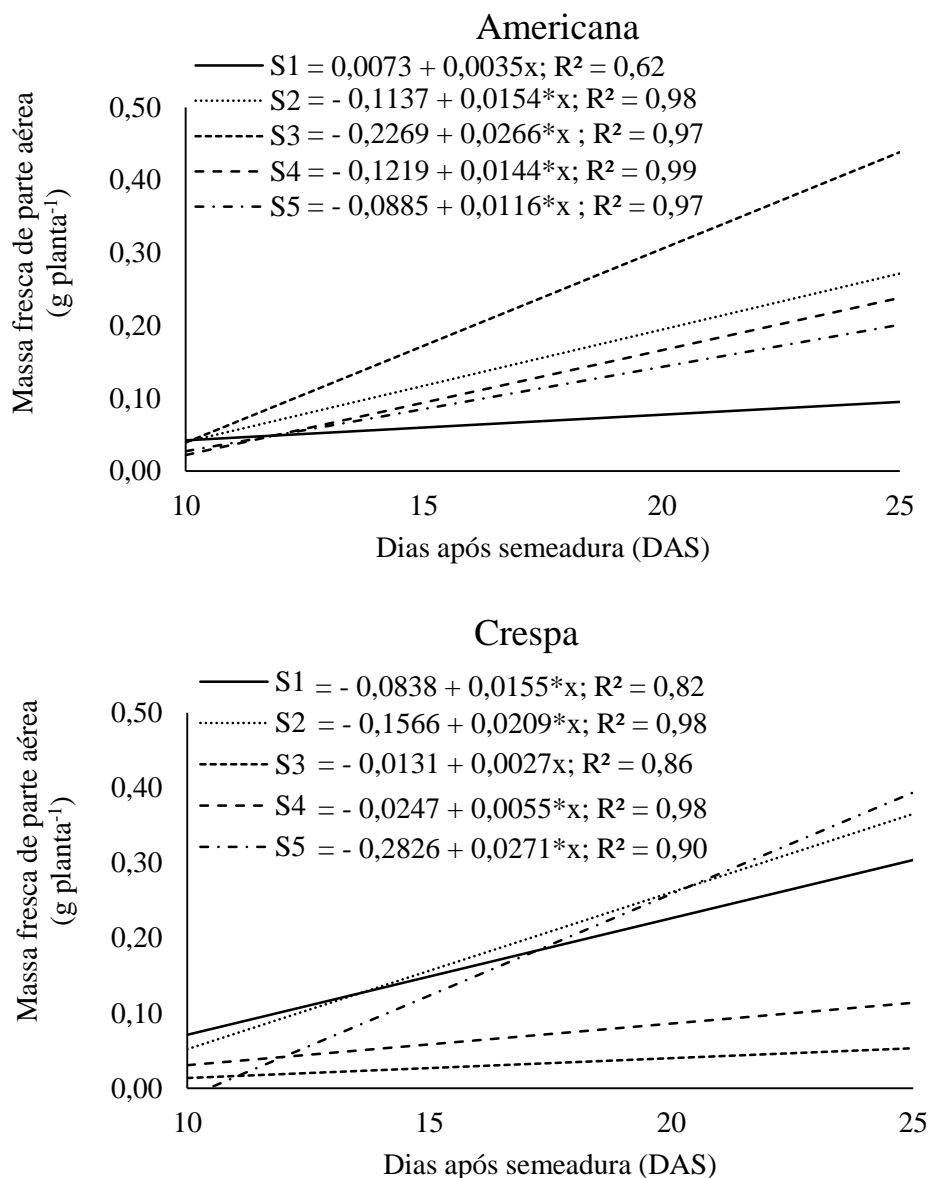 Americana
S1 = 0,0073 + 0,0035x; R² = 0,62
S2 = - 0,1137 + 0,0154*x; R² = 0,98
S3 = - 0,2269 + 0,0266*x ; R² = 0,97
S4 = - 0,1219 + 0,0144*x; R² = 0,99
S5 = - 0,0885 + 0,0116*x ; R² = 0,97
0,50
0,40
0,30
0,20
0,10
0,00
Massa fresca de parte aérea
(g planta⁻¹)
10 15 20 25
Dias após semeadura (DAS)
Crespa
S1 = - 0,0838 + 0,0155*x; R² = 0,82
S2 = - 0,1566 + 0,0209*x; R² = 0,98
S3 = - 0,0131 + 0,0027x; R² = 0,86
S4 = - 0,0247 + 0,0055*x; R² = 0,98
S5 = - 0,2826 + 0,0271*x; R² = 0,90
0,50
0,40
0,30
0,20
0,10
0,00
Massa fresca de parte aérea
(g planta⁻¹)
10 15 20 25
Dias após semeadura (DAS)